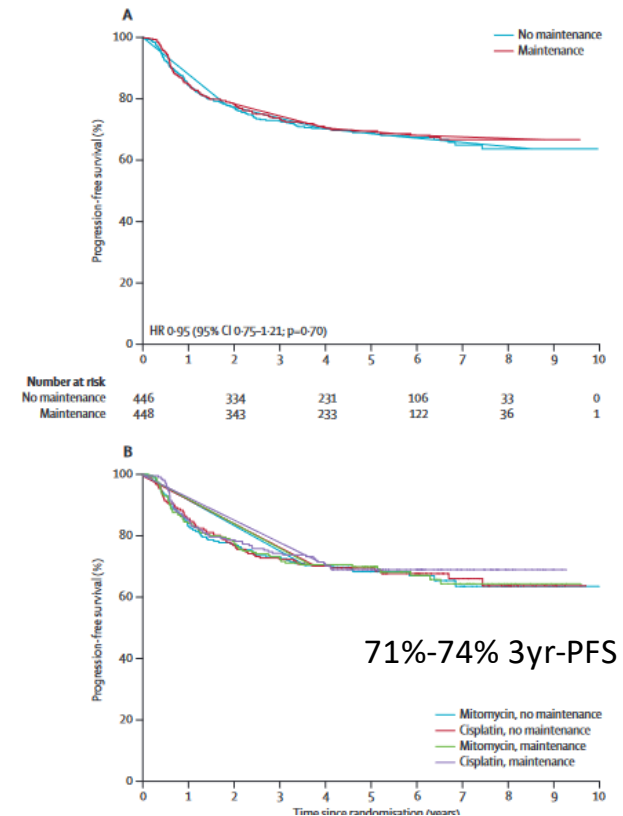 A
No maintenance
Maintenance
100
80
60
40
20
0
Progression-free survival (%)
HR 0·95 (95% CI 0·75–1·21; p=0·70)
0 1 2 3 4 5 6 7 8 9 10
Number at risk
No maintenance 446 334 231 106 33 0
Maintenance 448 343 233 122 36 1
B
100
80
60
40
20
0
Progression-free survival (%)
71%-74% 3yr-PFS
Mitomycin, no maintenance
Cisplatin, no maintenance
Mitomycin, maintenance
Cisplatin, maintenance
0 1 2 3 4 5 6 7 8 9 10
Time since randomisation (years)